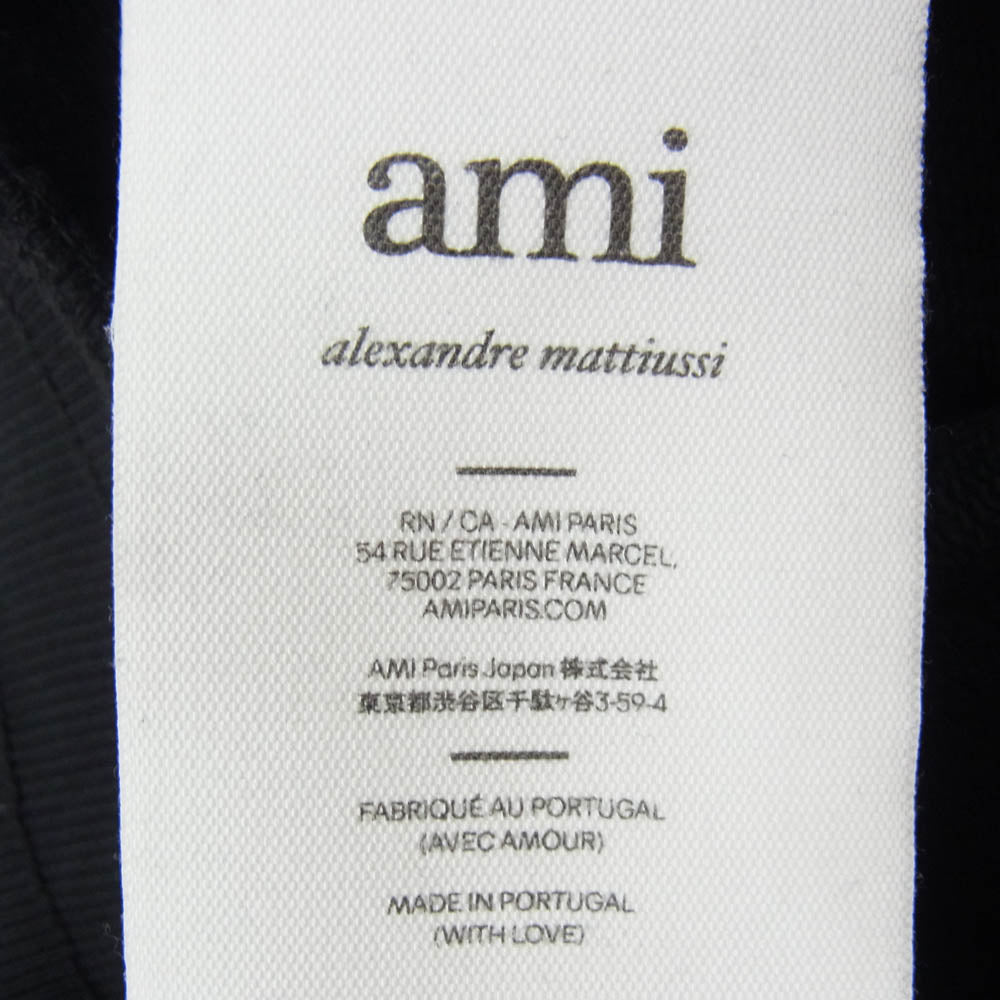 ami
alexandre mattiussi
RN / CA - AMI PARIS
54 RUE ETIENNE MARCEL,
75002 PARIS FRANCE
AMIPARIS.COM
AMI Paris Japan 株式会社
東京都渋谷区千駄ヶ谷3-59-4
FABRIQUÉ AU PORTUGAL
(AVEC AMOUR)
MADE IN PORTUGAL
(WITH LOVE)